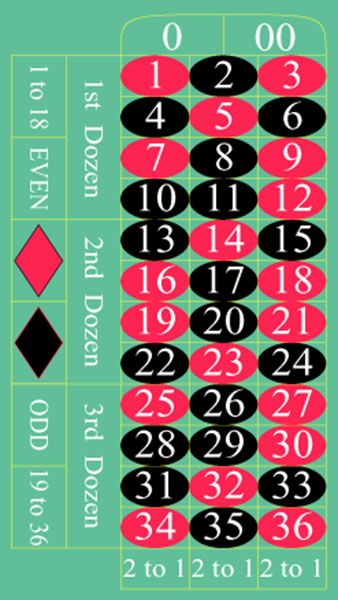 0 00
1 2 3
4 5 6
7 8 9
10 11 12
13 14 15
16 17 18
19 20 21
22 23 24
25 26 27
28 29 30
31 32 33
34 35 36
2 to 1 2 to 1 2 to 1
1st Dozen
2nd Dozen
3rd Dozen
1 to 18
EVEN
ODD
19 to 36